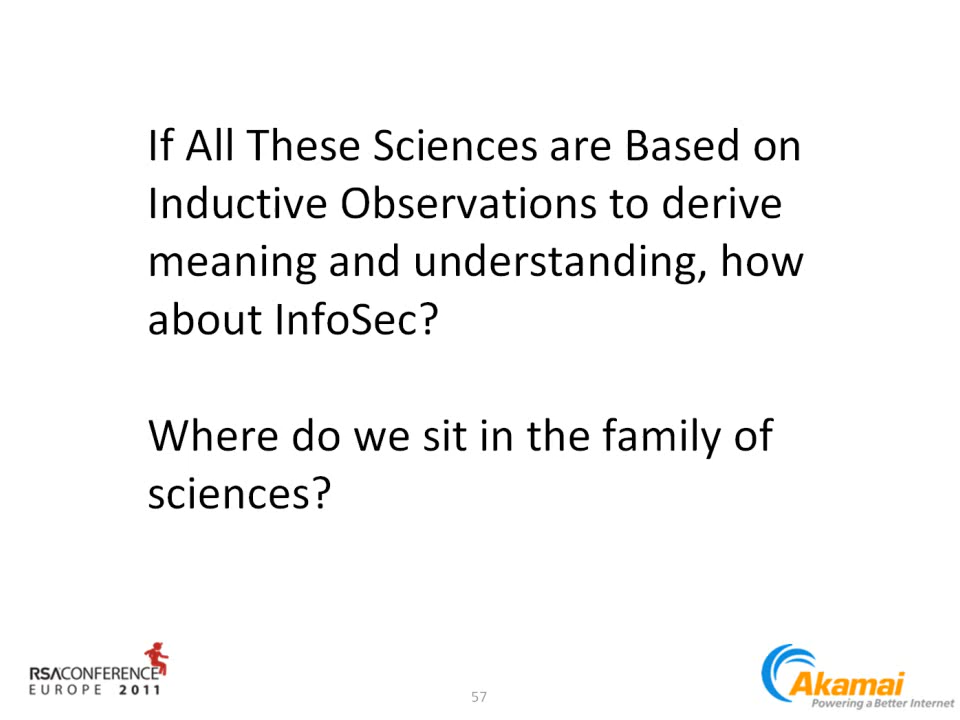 If All These Sciences are Based on
Inductive Observations to derive
meaning and understanding, how
about InfoSec?
Where do we sit in the family of
sciences?
RSACONFERENCE
EUROPE 2011
57
Akamai
Powering a Better Internet